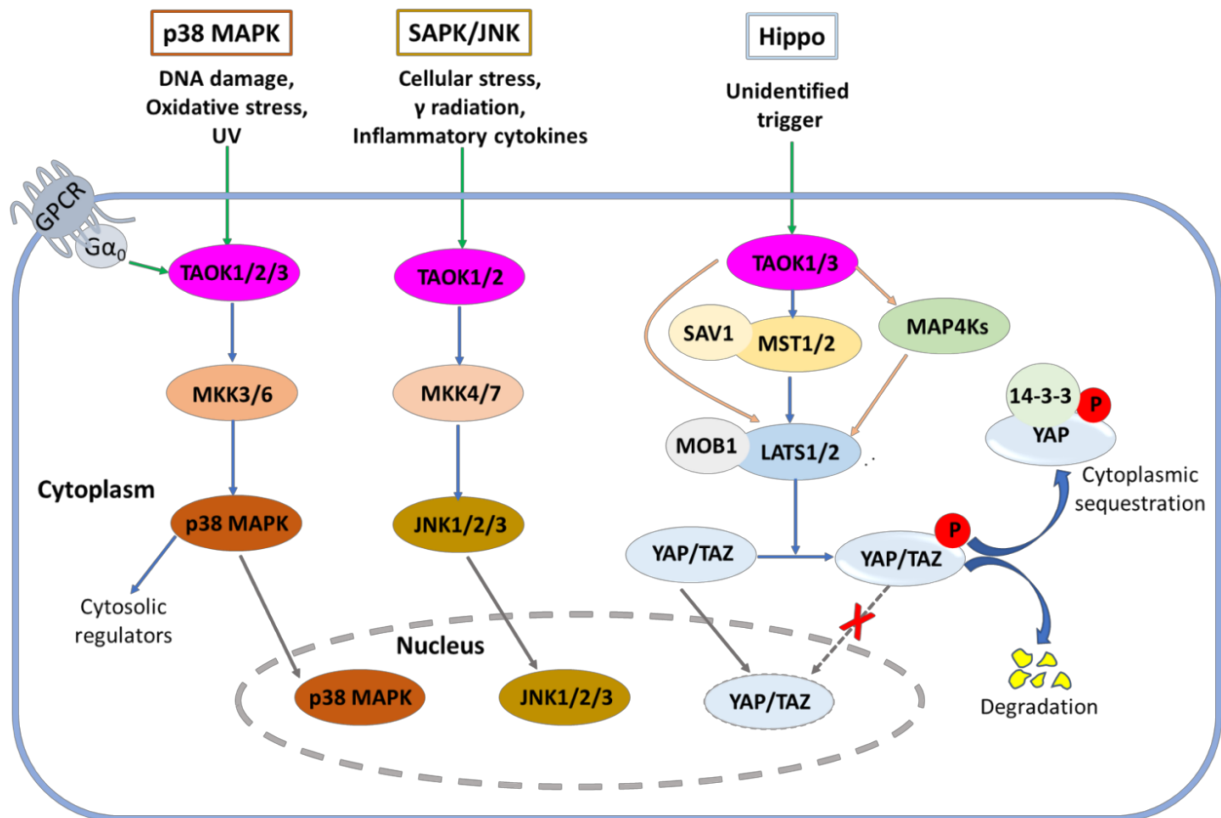 p38 MAPK
DNA damage,
Oxidative stress,
UV
SAPK/JNK
Cellular stress,
γ radiation,
Inflammatory cytokines
Hippo
Unidentified
trigger
GPCR
Gα₀
TAOK1/2/3
TAOK1/2
TAOK1/3
SAV1
MST1/2
MAP4Ks
MKK3/6
MKK4/7
MOB1
LATS1/2
14-3-3
P
YAP
Cytoplasmic
sequestration
Cytoplasm
p38 MAPK
JNK1/2/3
YAP/TAZ
YAP/TAZ
P
Cytosolic
regulators
Nucleus
p38 MAPK
JNK1/2/3
YAP/TAZ
Degradation